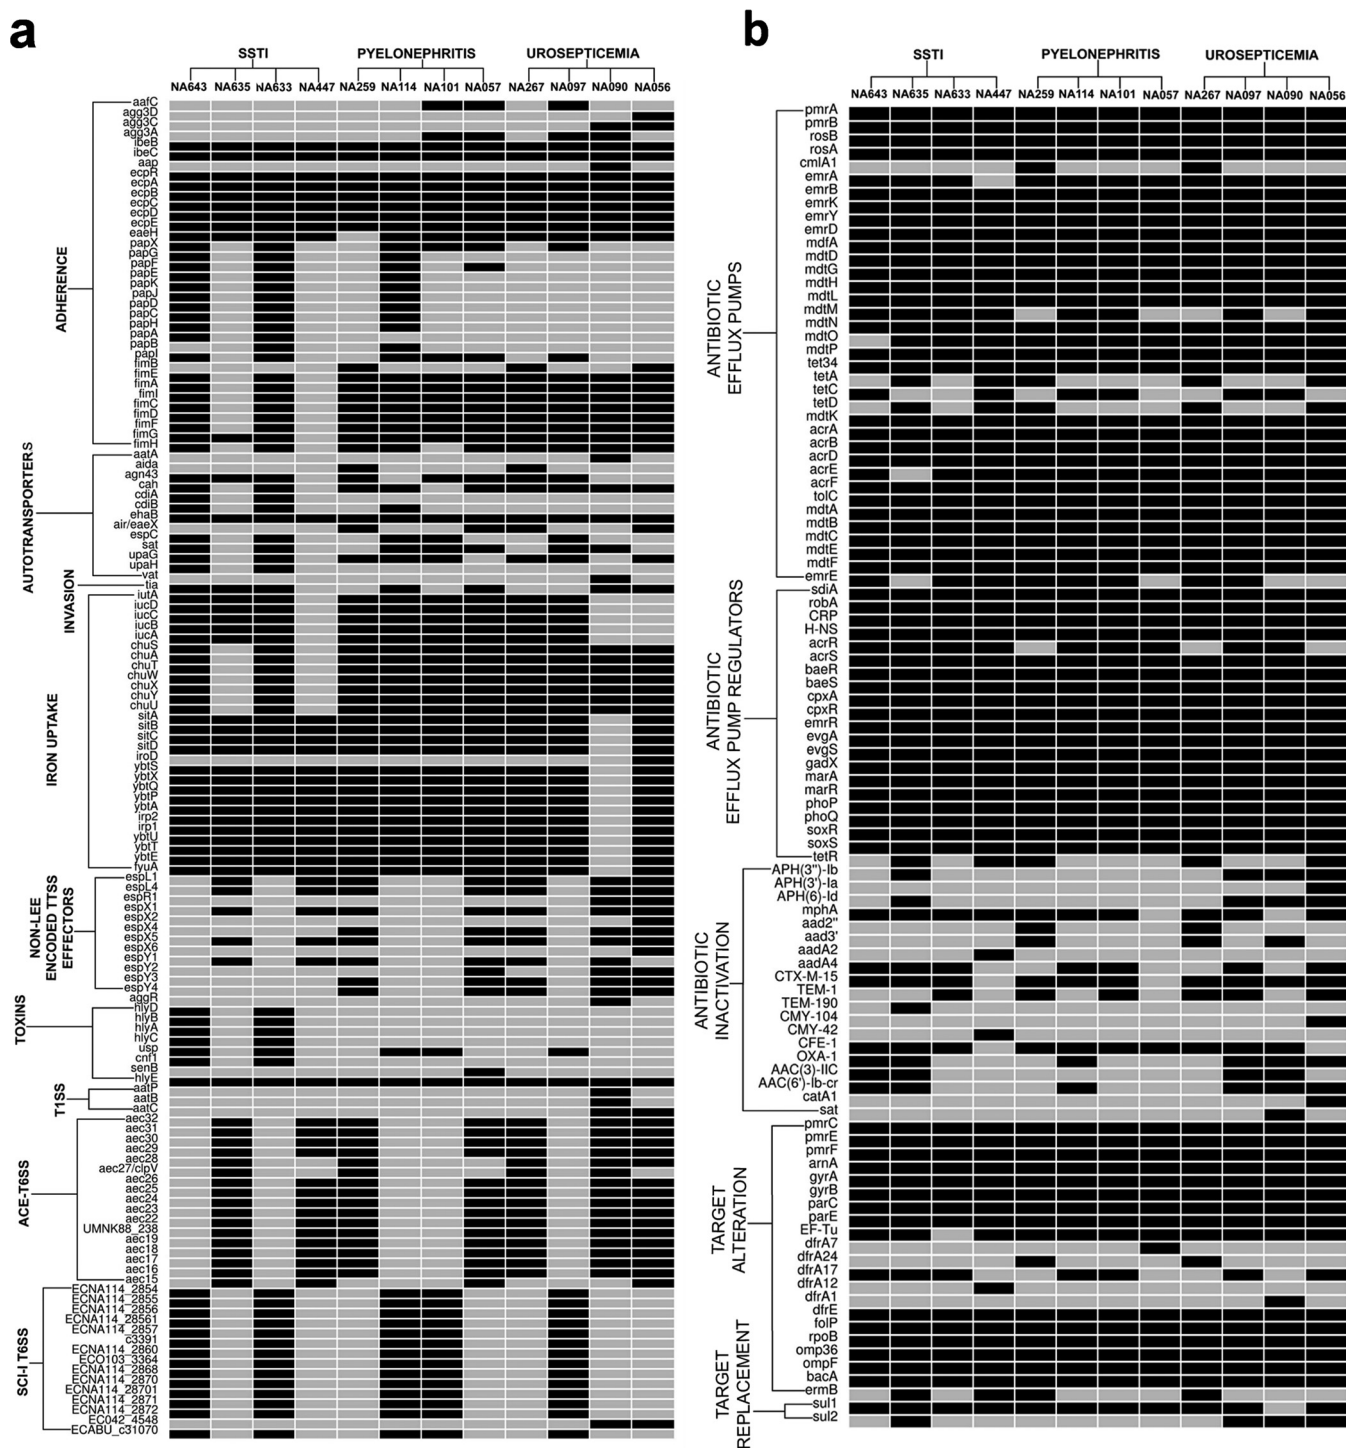 a
SSTI
PYELONEPHRITIS
UROSEPTICEMIA
NA643 NA635 NA633 NA447 NA259 NA114 NA101 NA057 NA267 NA097 NA090 NA056
ADHERENCE
aafC
agg3D
agg3C
agg3A
ibeB
ibeC
aap
ecpR
ecpA
ecpB
ecpC
ecpD
ecpE
eaeH
papX
papG
papF
papE
papK
papJ
papD
papC
papH
papA
papB
papI
fimB
fimE
fimA
fimI
fimC
fimD
fimF
fimG
fimH
AUTOTRANSPORTERS
aatA
aida
agn43
cah
cdiA
cdiB
ehaB
air/eaeX
espC
sat
upaG
upaH
vat
INVASION
tia
IRON UPTAKE
iutA
iucD
iucC
iucB
iucA
chuS
chuA
chuT
chuW
chuX
chuY
chuU
sitA
sitB
sitC
sitD
iroD
ybtS
ybtX
ybtQ
ybtP
ybtA
irp2
irp1
ybtU
ybtT
ybtE
fyuA
NON-LEE
ENCODED TTSS
EFFECTORS
espL1
espL4
espR1
espX1
espX2
espX4
espX5
espX6
espY1
espY2
espY3
espY4
aggR
TOXINS
hlyD
hlyB
hlyA
hlyC
usp
cnf1
senB
hlyE
T1SS
aatP
aatB
aatC
ACE-T6SS
aec32
aec31
aec30
aec29
aec28
aec27/clpV
aec26
aec25
aec24
aec23
aec22
UMNK88_238
aec19
aec18
aec17
aec16
aec15
SCI-I T6SS
ECNA114_2854
ECNA114_2855
ECNA114_2856
ECNA114_28561
ECNA114_2857
c3391
ECNA114_2860
ECO103_3364
ECNA114_2868
ECNA114_2870
ECNA114_28701
ECNA114_2871
ECNA114_2872
EC042_4548
ECABU_c31070
b
SSTI
PYELONEPHRITIS
UROSEPTICEMIA
NA643 NA635 NA633 NA447 NA259 NA114 NA101 NA057 NA267 NA097 NA090 NA056
ANTIBIOTIC
EFFLUX PUMPS
pmrA
pmrB
rosB
rosA
cmlA1
emrA
emrB
emrK
emrY
emrD
mdfA
mdtD
mdtG
mdtH
mdtL
mdtM
mdtN
mdtO
mdtP
tet34
tetA
tetC
tetD
mdtK
acrA
acrB
acrD
acrE
acrF
tolC
mdtA
mdtB
mdtC
mdtE
mdtF
emrE
ANTIBIOTIC
EFFLUX PUMP REGULATORS
sdiA
robA
CRP
H-NS
acrR
acrS
baeR
baeS
cpxA
cpxR
emrR
evgA
evgS
gadX
marA
marR
phoP
phoQ
soxR
soxS
tetR
ANTIBIOTIC
INACTIVATION
APH(3")-Ib
APH(3')-Ia
APH(6)-Id
mphA
aad2"
aad3'
aadA2
aadA4
CTX-M-15
TEM-1
TEM-190
CMY-104
CMY-42
CFE-1
OXA-1
AAC(3)-IIC
AAC(6')-Ib-cr
catA1
sat
TARGET
ALTERATION
pmrC
pmrE
pmrF
arnA
gyrA
gyrB
parC
parE
EF-Tu
dfrA7
dfrA24
dfrA17
dfrA12
dfrA1
dfrE
folP
rpoB
omp36
ompF
bacA
ermB
TARGET
REPLACEMENT
sul1
sul2